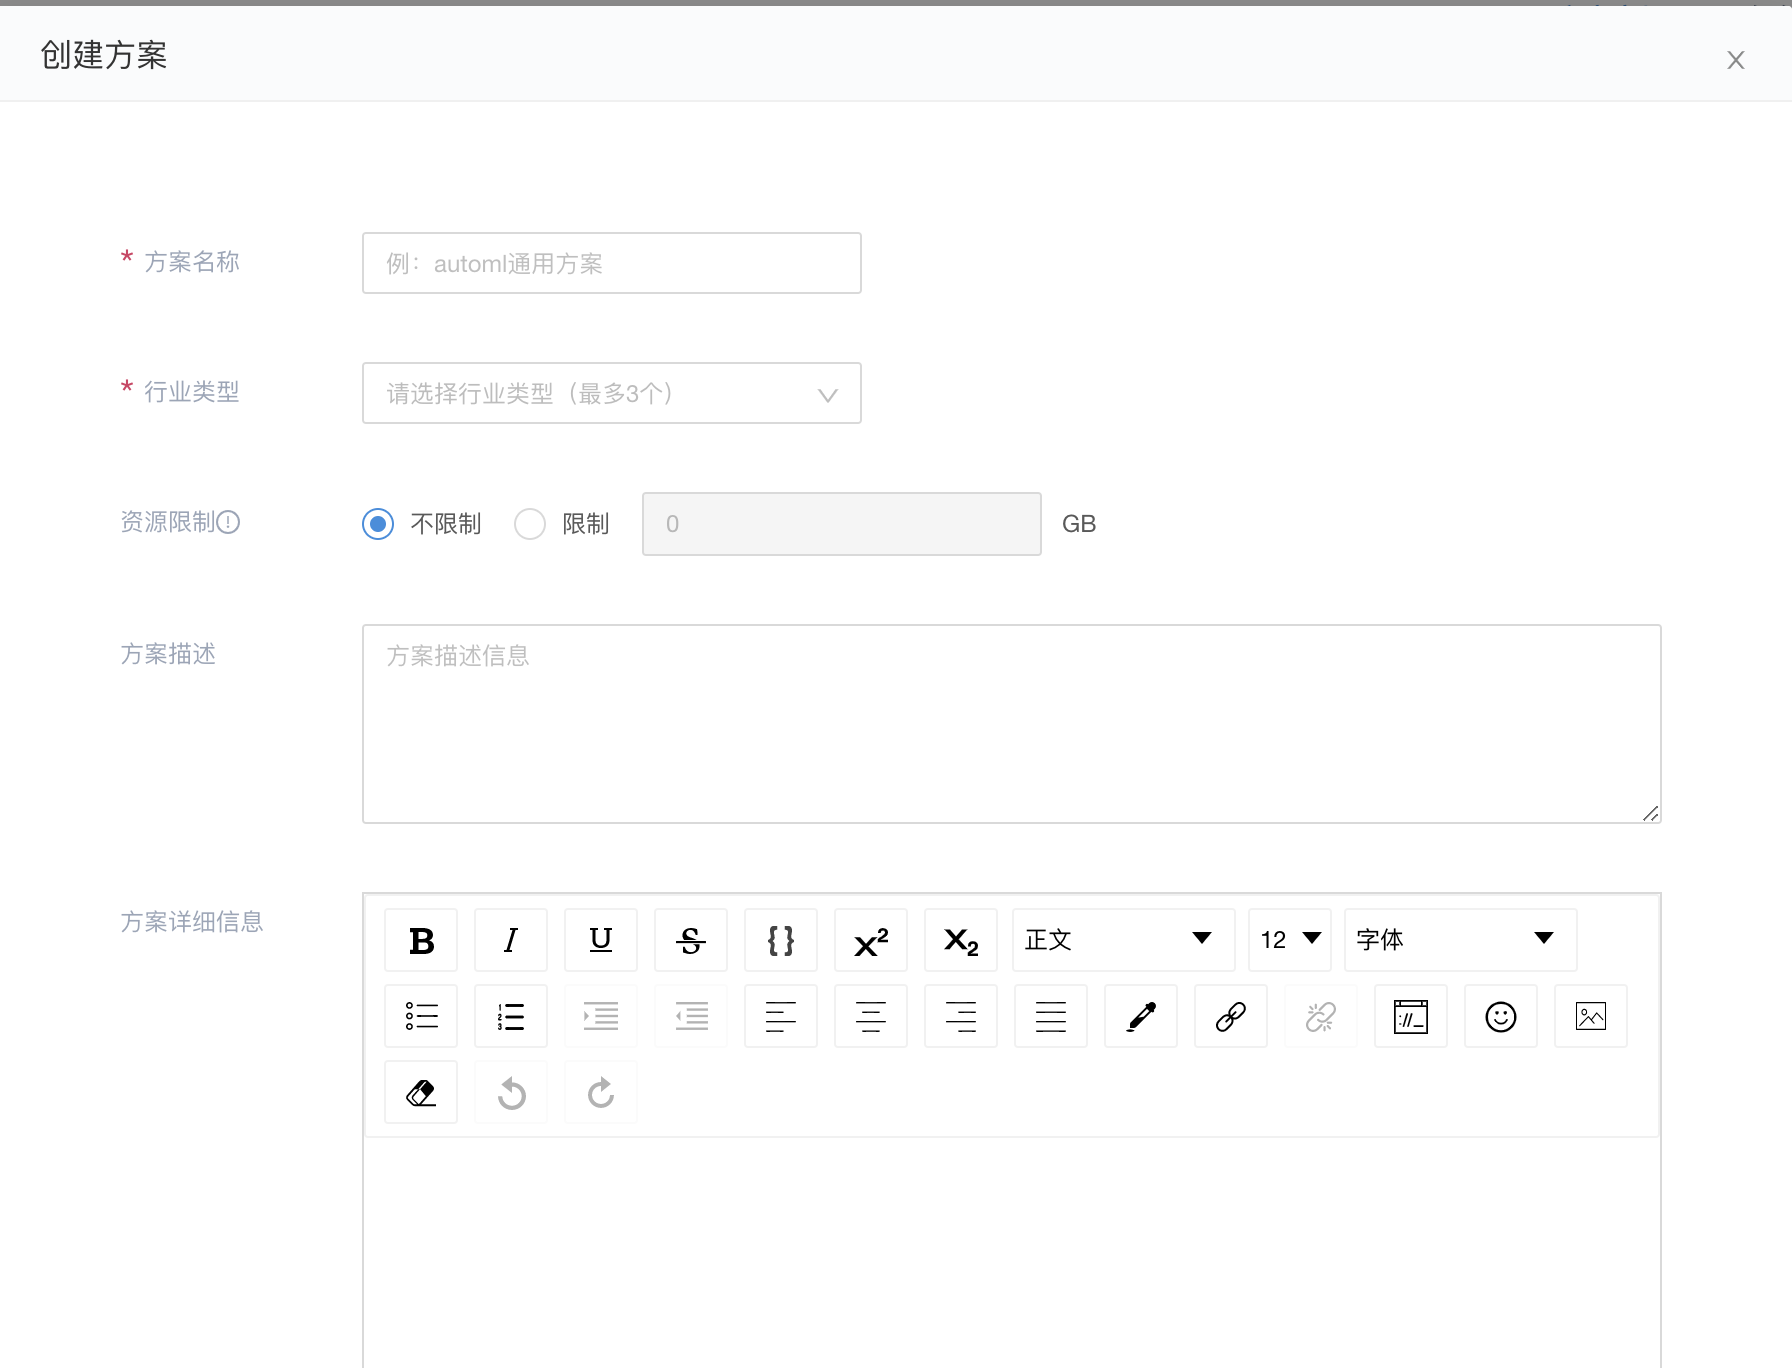 创建方案
* 方案名称
例：automl通用方案
* 行业类型
请选择行业类型（最多3个）
资源限制
不限制 限制 0 GB
方案描述
方案描述信息
方案详细信息
B I U S {} x² x₂ 正文 12 字体